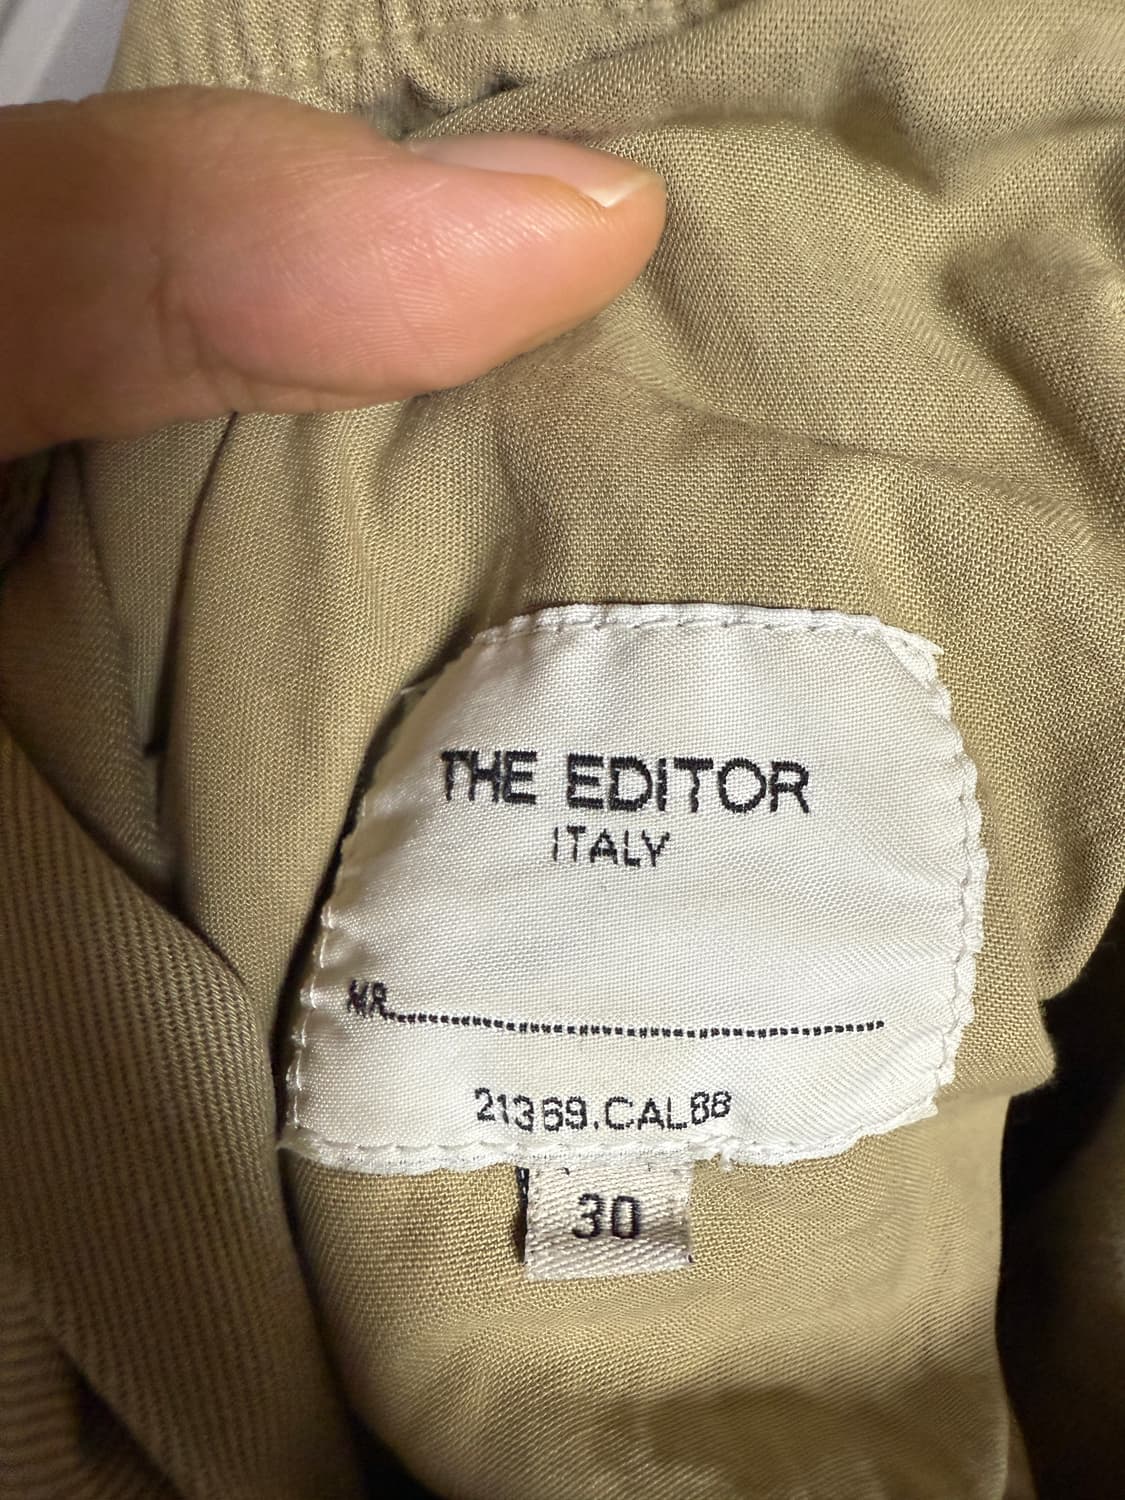 THE EDITOR
ITALY
MR.
21369.CAL88
30